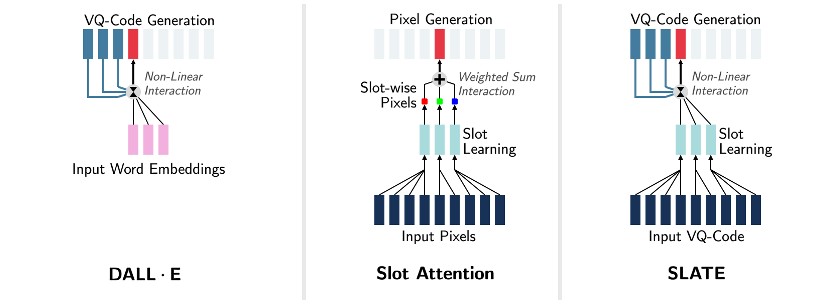 VQ-Code Generation
Non-Linear
Interaction
Input Word Embeddings
DALL · E
Pixel Generation
Weighted Sum
Interaction
Slot-wise
Pixels
Slot
Learning
Input Pixels
Slot Attention
VQ-Code Generation
Non-Linear
Interaction
Slot
Learning
Input VQ-Code
SLATE